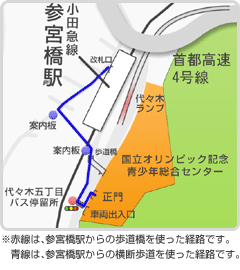 小田急線
参宮橋駅
改札口
首都高速
4号線
代々木
ランプ
案内板
歩道橋
案内板
国立オリンピック記念
青少年総合センター
代々木五丁目
バス停留所
正門
車両出入口
※赤線は、参宮橋駅からの歩道橋を使った経路です。
青線は、参宮橋駅からの横断歩道を使った経路です。